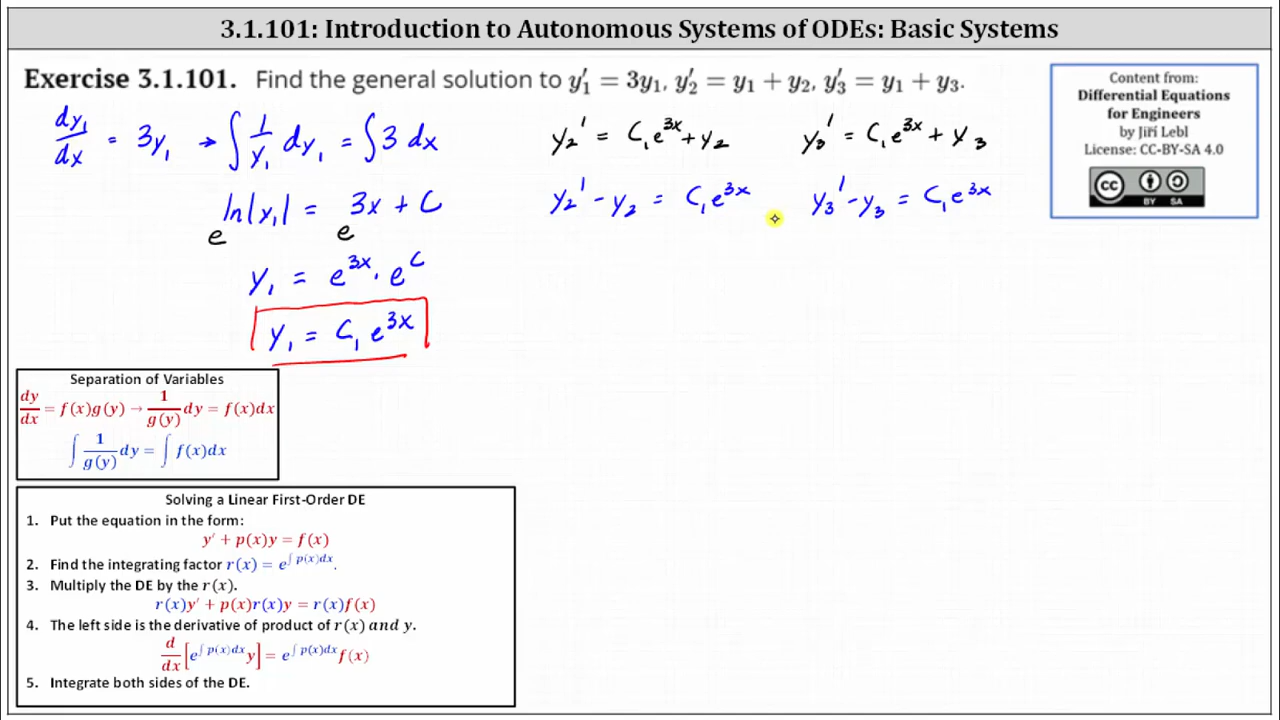 3.1.101: Introduction to Autonomous Systems of ODEs: Basic Systems
Exercise 3.1.101. Find the general solution to y₁′ = 3y₁, y₂′ = y₁ + y₂, y₃′ = y₁ + y₃.
Content from:
Differential Equations
for Engineers
by Jiří Lebl
License: CC-BY-SA 4.0
cc BY SA
dy₁/dx = 3y₁ → ∫ 1/y₁ dy₁ = ∫ 3 dx
ln|y₁| = 3x + C
e e
y₁ = e^3x · e^C
y₁ = C₁ e^3x
y₂′ = C₁e^3x + y₂
y₂′ - y₂ = C₁e^3x
y₃′ = C₁e^3x + y₃
y₃′ - y₃ = C₁e^3x
Separation of Variables
dy/dx = f(x)g(y) → 1/g(y) dy = f(x)dx
∫ 1/g(y) dy = ∫ f(x)dx
Solving a Linear First-Order DE
1. Put the equation in the form:
y′ + p(x)y = f(x)
2. Find the integrating factor r(x) = e^∫ p(x)dx.
3. Multiply the DE by the r(x).
r(x)y′ + p(x)r(x)y = r(x)f(x)
4. The left side is the derivative of product of r(x) and y.
d/dx [e^∫ p(x)dx y] = e^∫ p(x)dx f(x)
5. Integrate both sides of the DE.